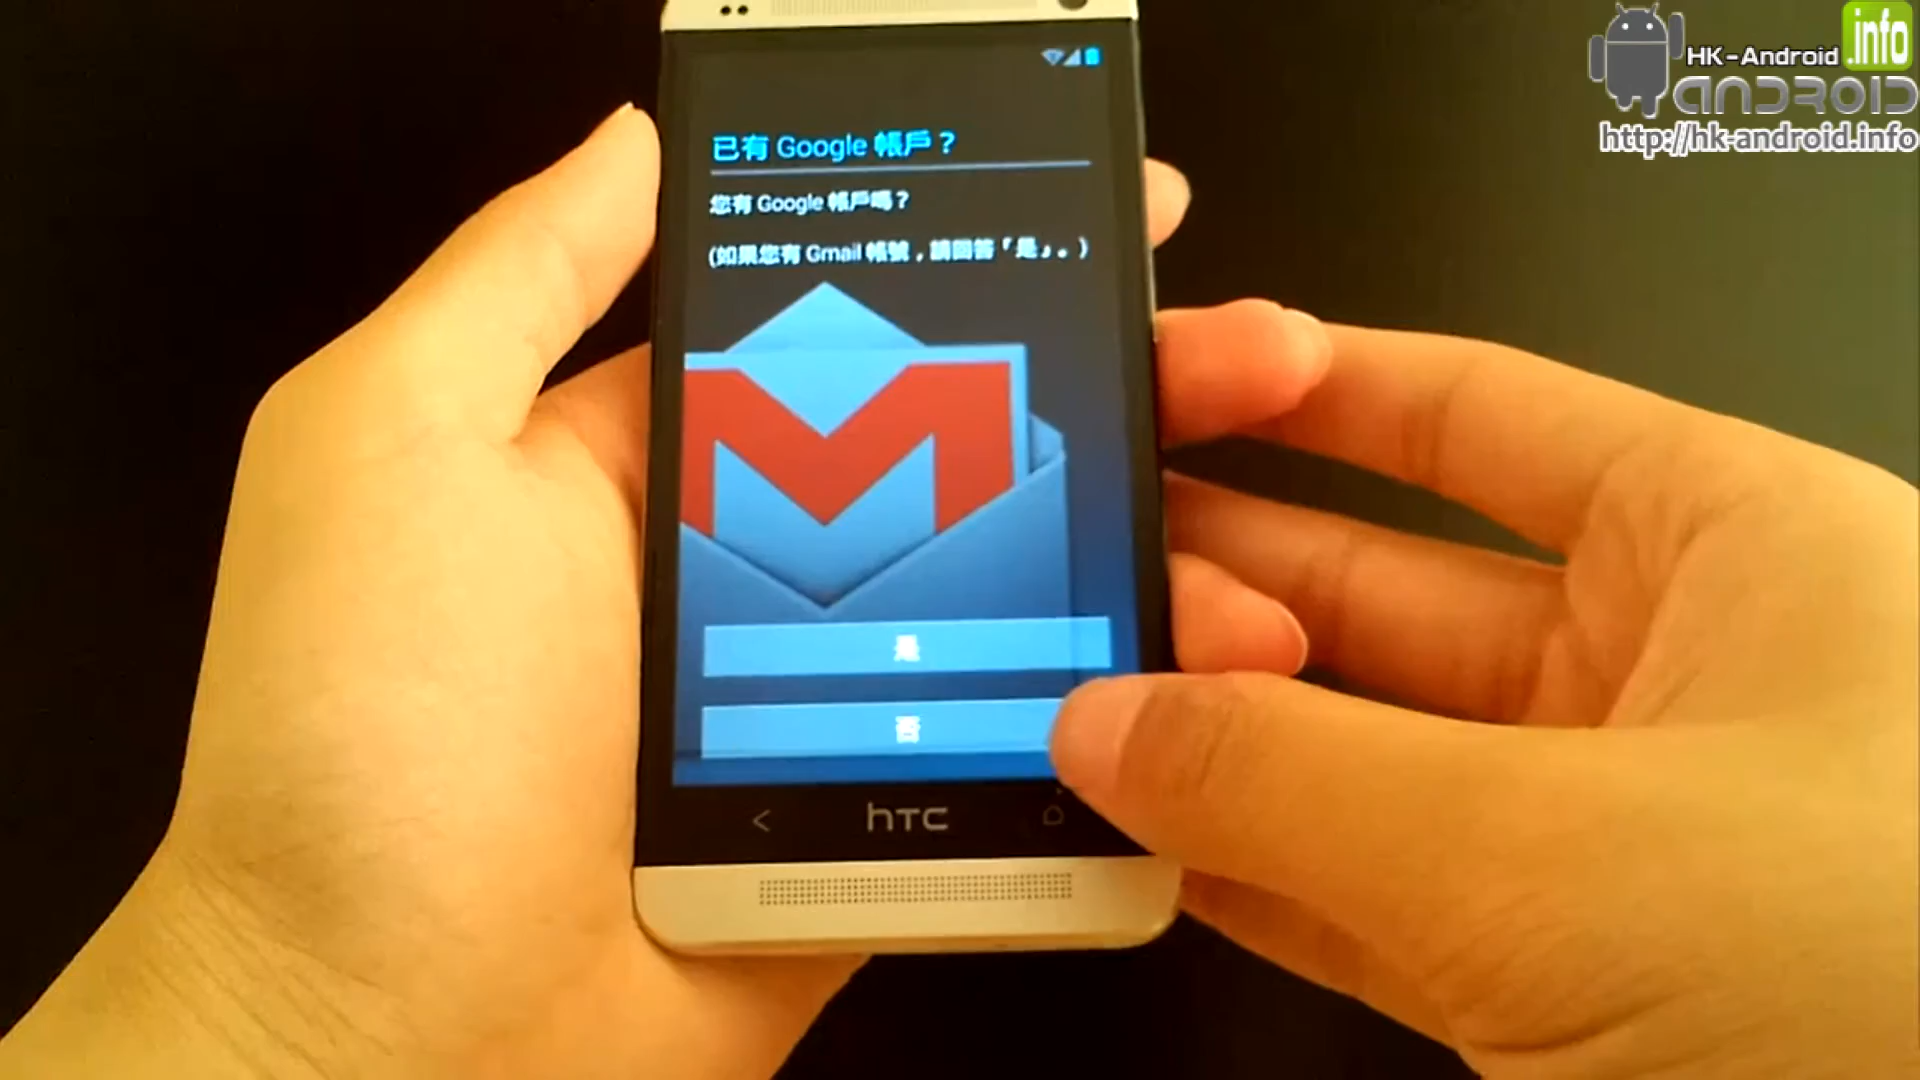 HK-Android .info
ANDROID
http://hk-android.info
已有 Google 帳戶？
您有 Google 帳戶嗎？
(如果您有 Gmail 帳號，請回答「是」。)
是
否
hTC